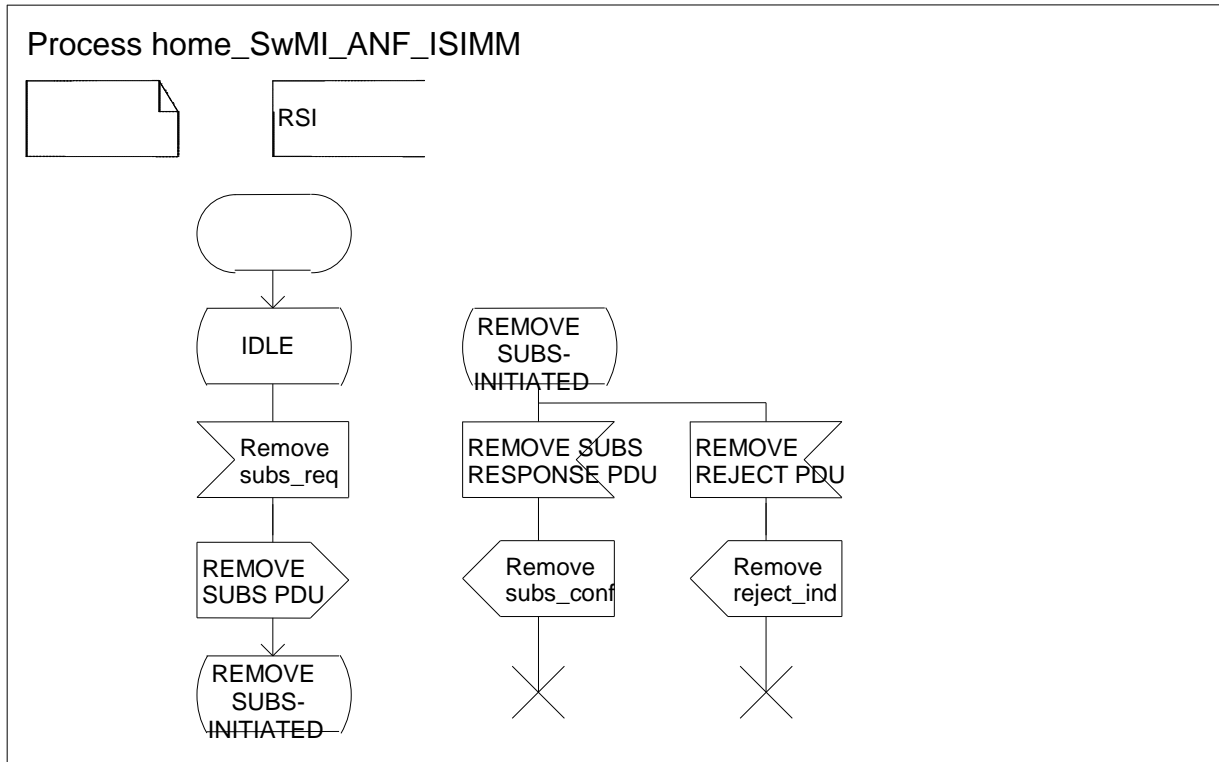 Process home_SwMI_ANF_ISIMM
RSI
IDLE
Remove
subs_req
REMOVE
SUBS PDU
REMOVE
SUBS-
INITIATED
REMOVE
SUBS-
INITIATED
REMOVE SUBS
RESPONSE PDU
Remove
subs_conf
REMOVE
REJECT PDU
Remove
reject_ind